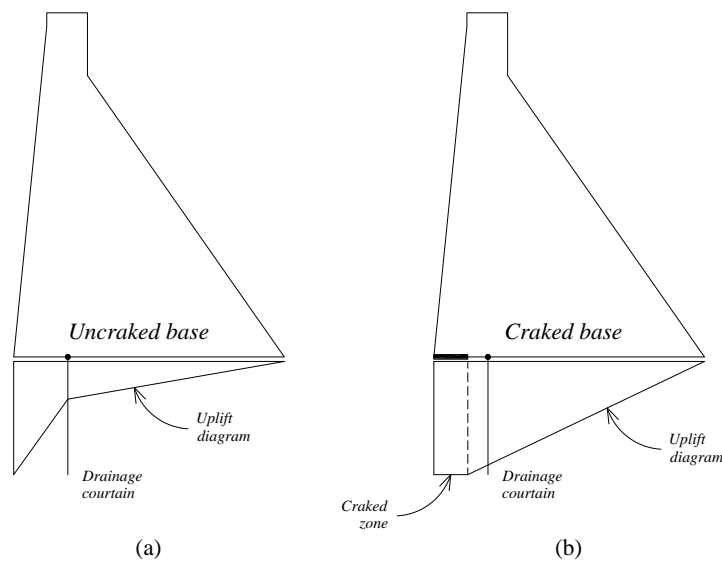 Uncraked base
Uplift
diagram
Drainage
courtain
(a)
Craked base
Uplift
diagram
Drainage
courtain
Craked
zone
(b)